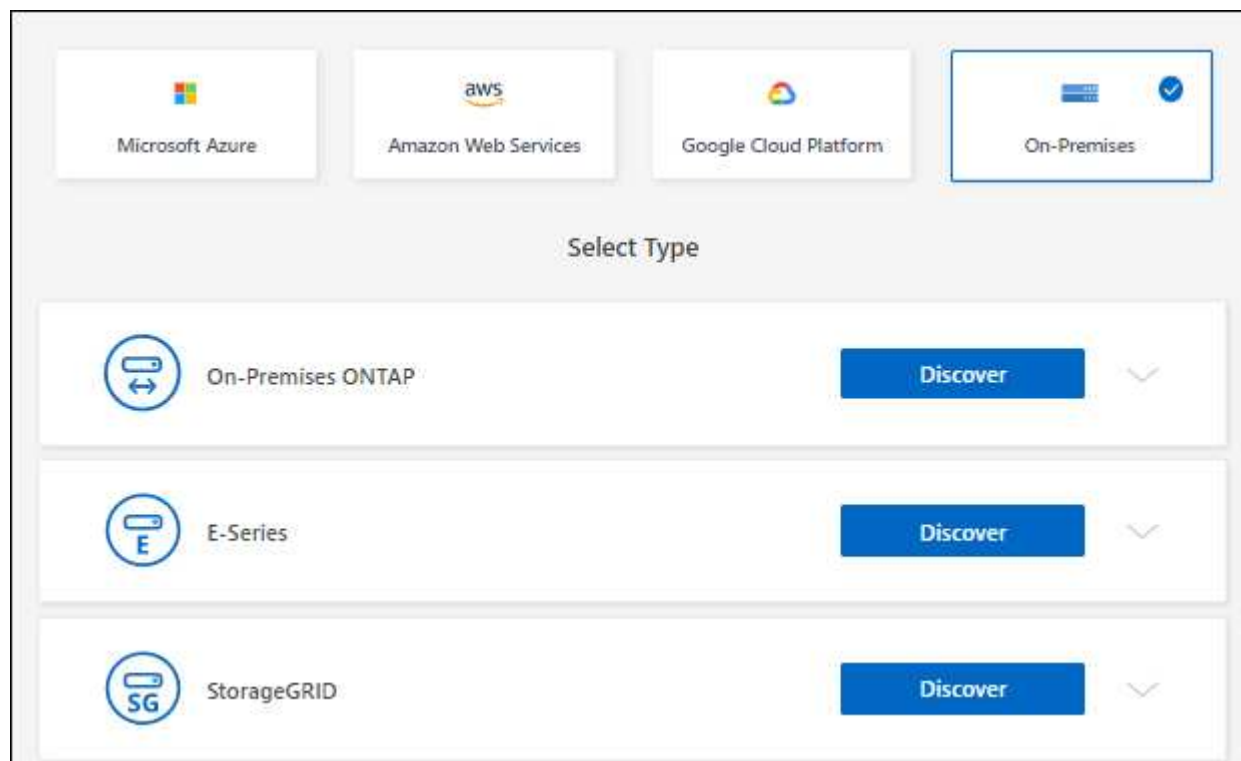 aws
Microsoft Azure
Amazon Web Services
Google Cloud Platform
On-Premises
Select Type
On-Premises ONTAP
Discover
E
E-Series
Discover
SG
StorageGRID
Discover